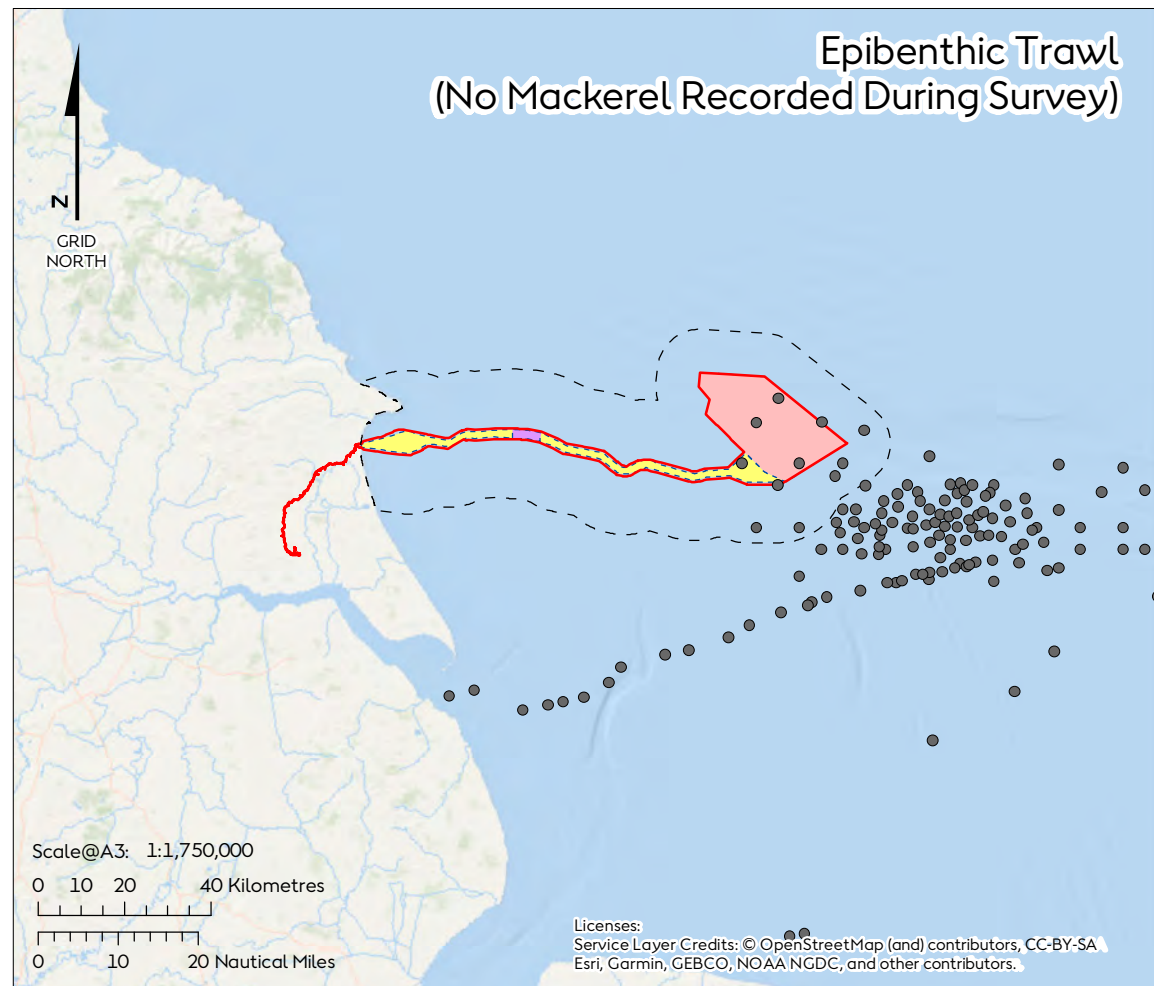 Epibenthic Trawl
(No Mackerel Recorded During Survey)
N
GRID
NORTH
Scale@A3: 1:1,750,000
0 10 20 40 Kilometres
0 10 20 Nautical Miles
Licenses:
Service Layer Credits: © OpenStreetMap (and) contributors, CC-BY-SA
Esri, Garmin, GEBCO, NOAA NGDC, and other contributors.